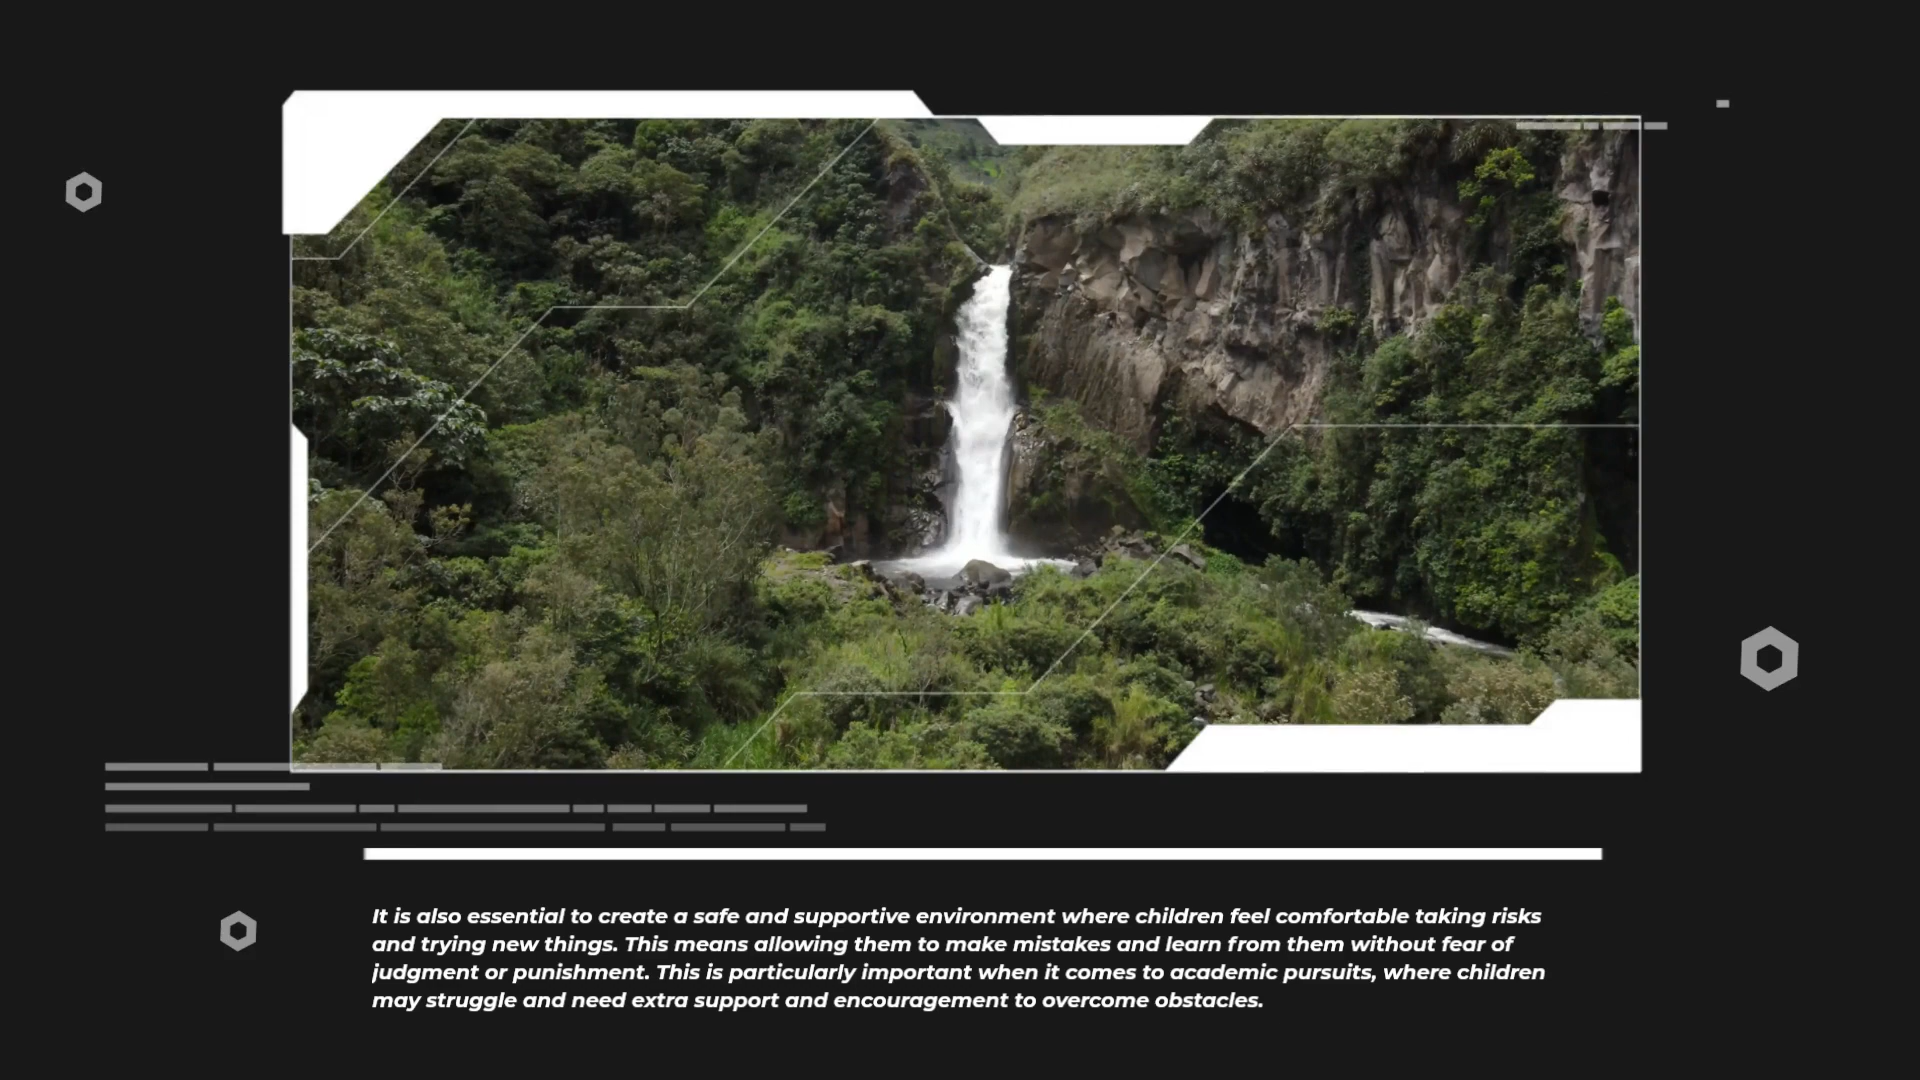 It is also essential to create a safe and supportive environment where children feel comfortable taking risks
and trying new things. This means allowing them to make mistakes and learn from them without fear of
judgment or punishment. This is particularly important when it comes to academic pursuits, where children
may struggle and need extra support and encouragement to overcome obstacles.